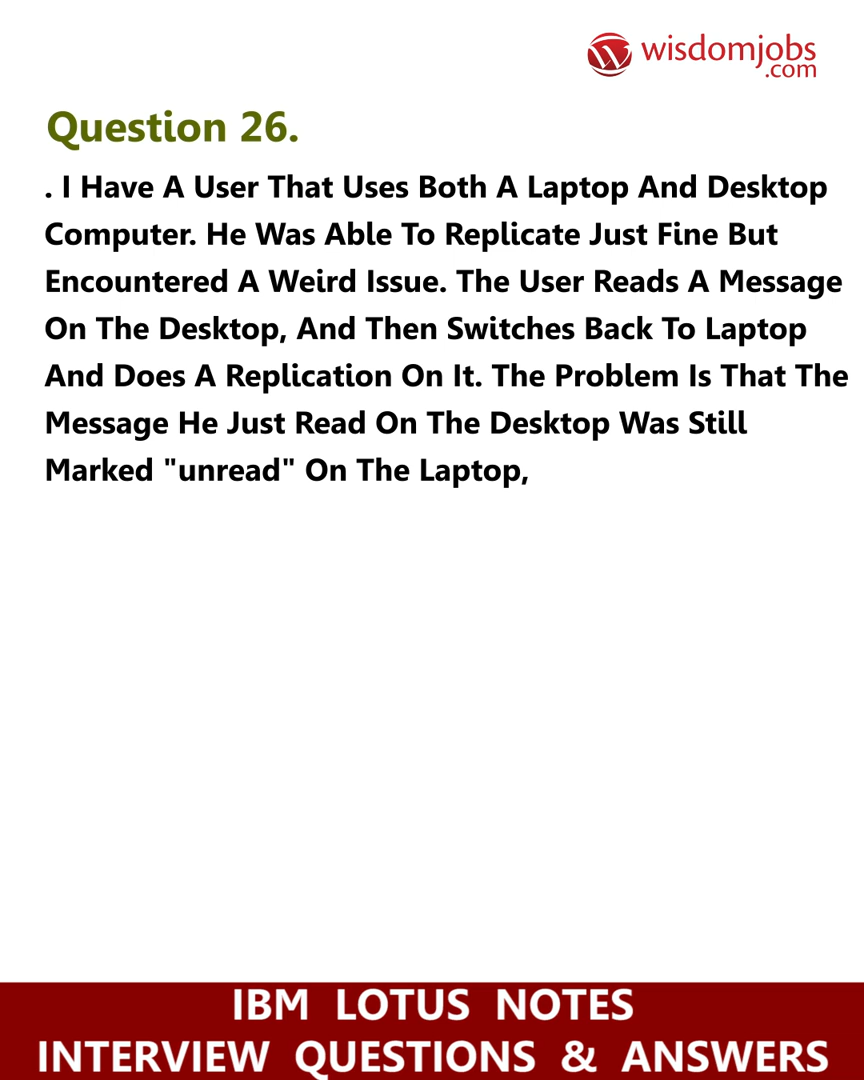 wisdomjobs
.com
Question 26.
. I Have A User That Uses Both A Laptop And Desktop
Computer. He Was Able To Replicate Just Fine But
Encountered A Weird Issue. The User Reads A Message
On The Desktop, And Then Switches Back To Laptop
And Does A Replication On It. The Problem Is That The
Message He Just Read On The Desktop Was Still
Marked "unread" On The Laptop,
IBM LOTUS NOTES
INTERVIEW QUESTIONS & ANSWERS